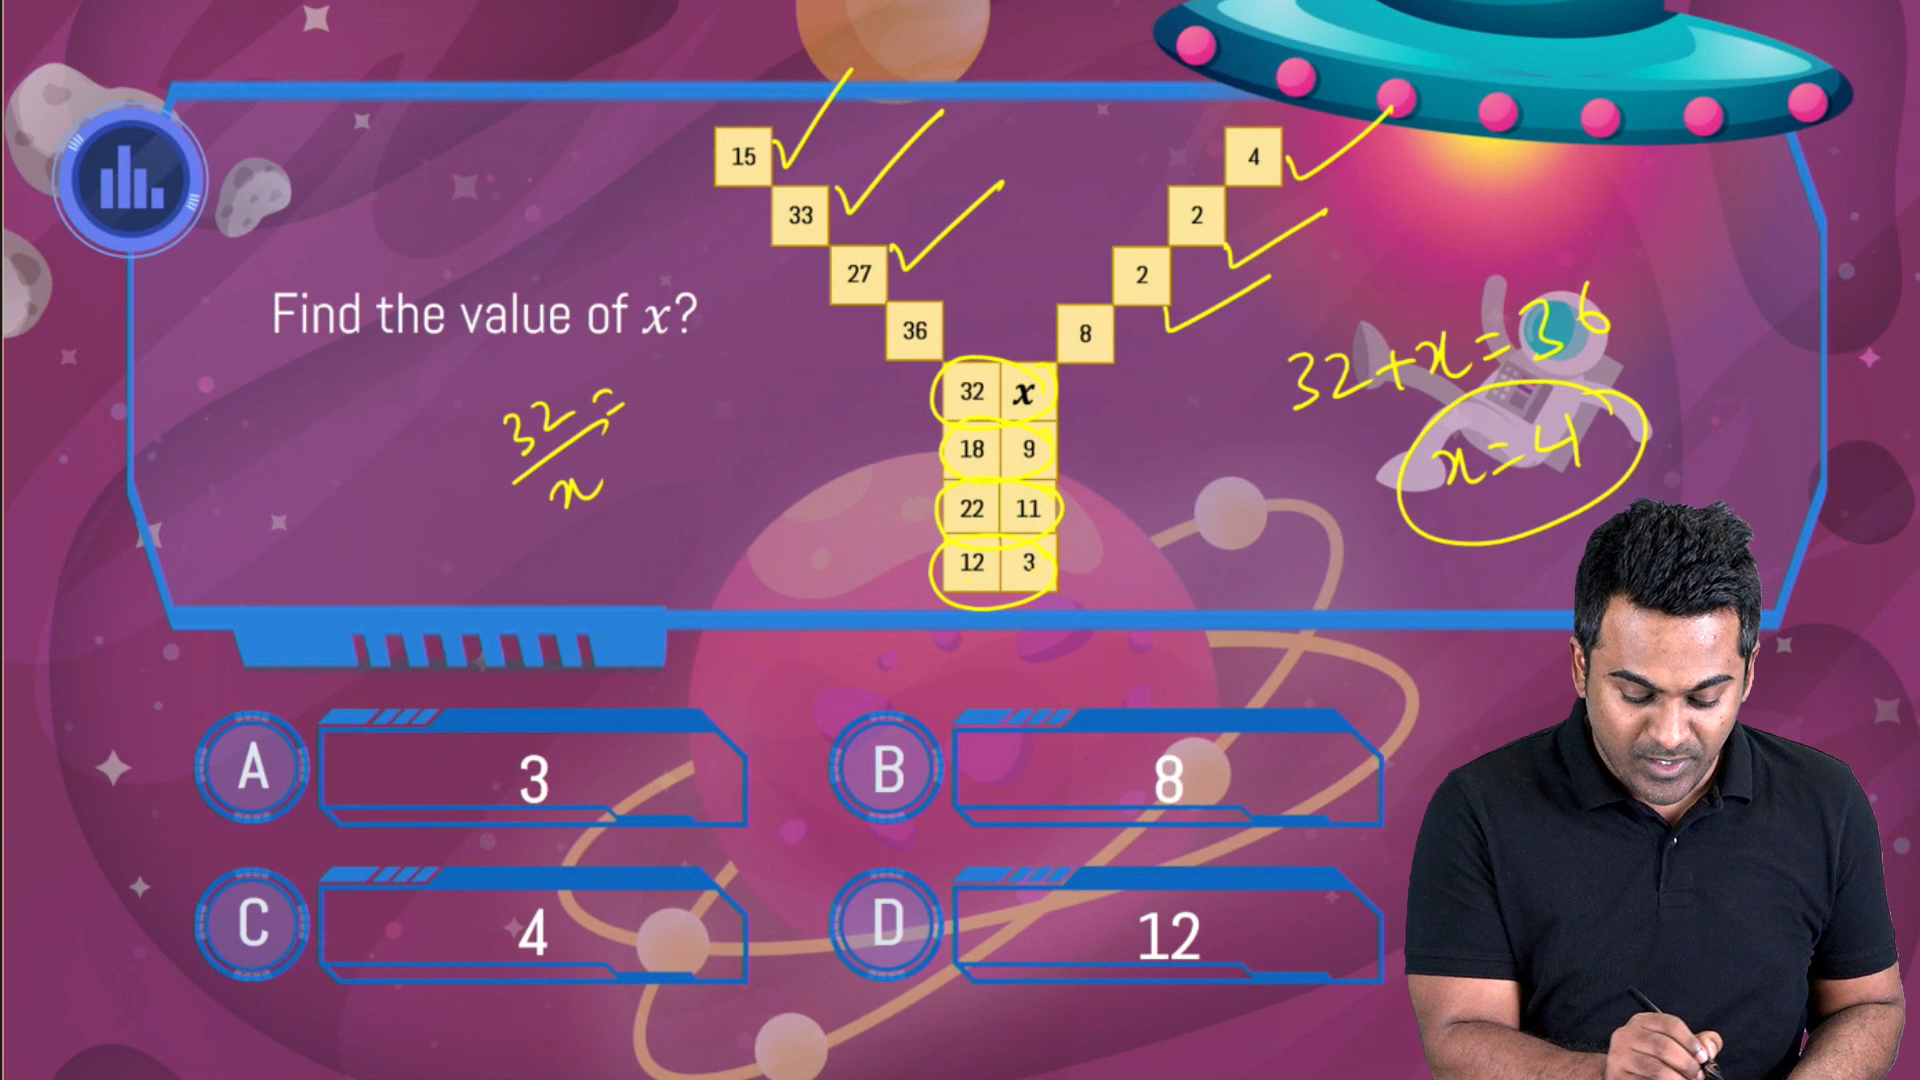 15
4
33
2
27
2
36
8
Find the value of x?
32 x
18 9
22 11
12 3
32 =
x
32+x=36
x=4
A 3
B 8
C 4
D 12